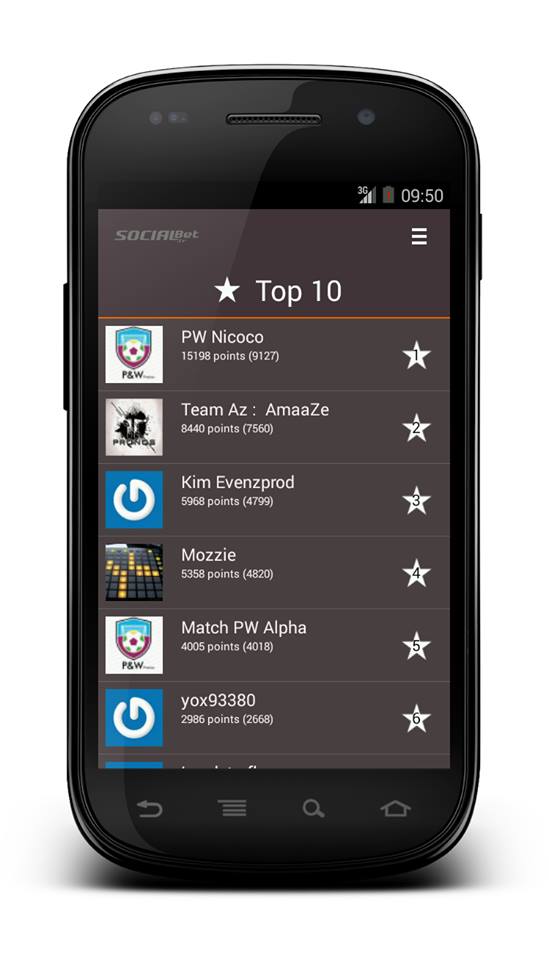 3G 09:50
SOCIALBet
.fr
★ Top 10
PW Nicoco
15198 points (9127)
1
P&W
Team Az : AmaaZe
8440 points (7560)
2
PRONOS
Kim Evenzprod
5968 points (4799)
3
Mozzie
5358 points (4820)
4
Match PW Alpha
4005 points (4018)
5
P&W
yox93380
2986 points (2668)
6